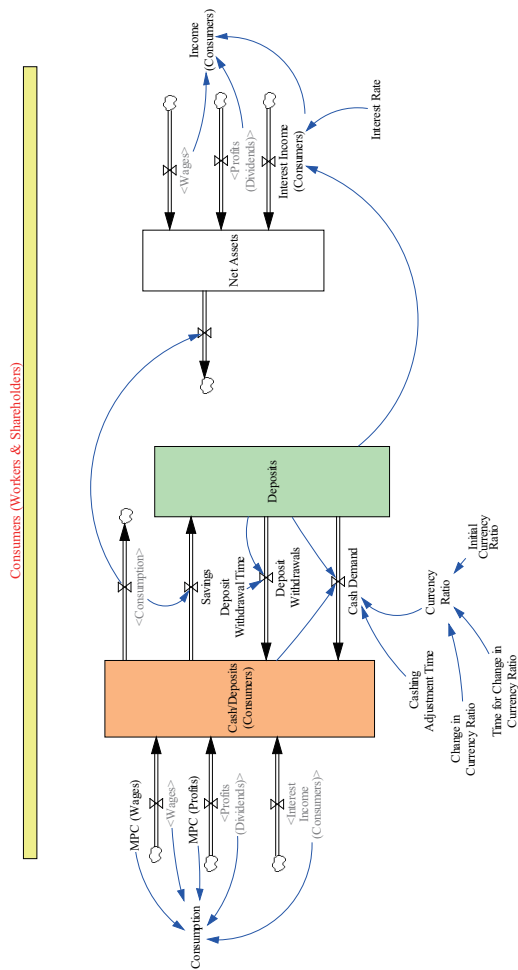 Consumers (Workers & Shareholders)
Income
(Consumers)
<Wages>
<Profits
(Dividends)>
Interest Income
(Consumers)
Interest Rate
Net Assets
Deposits
<Consumption>
Savings
Deposit
Withdrawal Time
Deposit
Withdrawals
Cash Demand
Currency
Ratio
Initial
Currency
Ratio
Cashing
Adjustment Time
Change in
Currency Ratio
Time for Change in
Currency Ratio
Cash/Deposits
(Consumers)
MPC (Wages)
<Wages>
MPC (Profits)
<Profits
(Dividends)>
<Interest
Income
(Consumers)>
Consumption